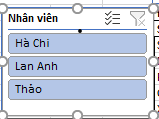 Nhân viên
Hà Chi
Lan Anh
Thảo